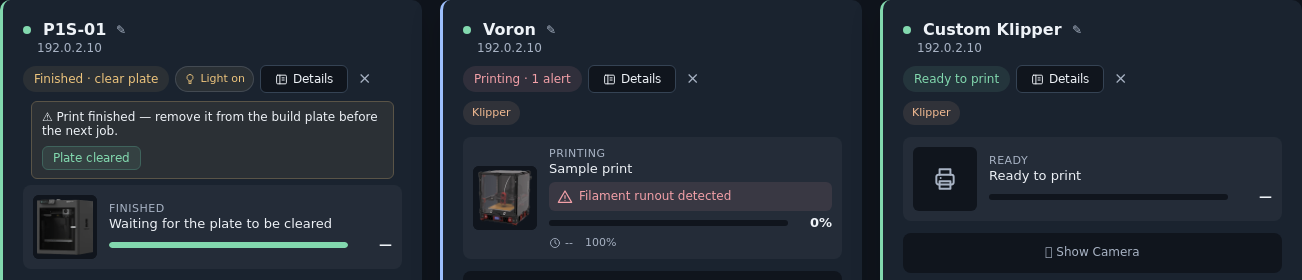 P1S-01 ✎
192.0.2.10
Finished · clear plate
Light on
Details
×
⚠ Print finished — remove it from the build plate before
the next job.
Plate cleared
FINISHED
Waiting for the plate to be cleared
—
Voron ✎
192.0.2.10
Printing · 1 alert
Details
×
Klipper
PRINTING
Sample print
Filament runout detected
0%
-- 100%
Custom Klipper ✎
192.0.2.10
Ready to print
Details
×
Klipper
READY
Ready to print
—
Show Camera